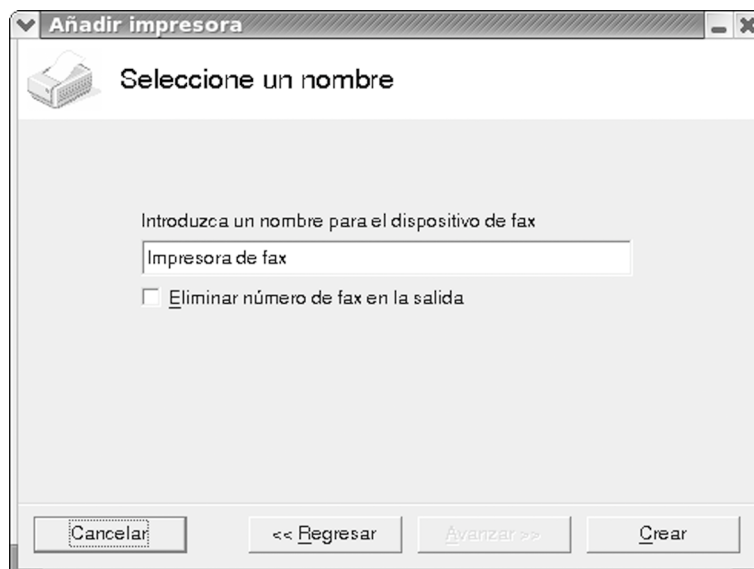 Añadir impresora
Seleccione un nombre
Introduzca un nombre para el dispositivo de fax
Impresora de fax
Eliminar número de fax en la salida
Cancelar
<< Regresar
Avanzar >>
Crear